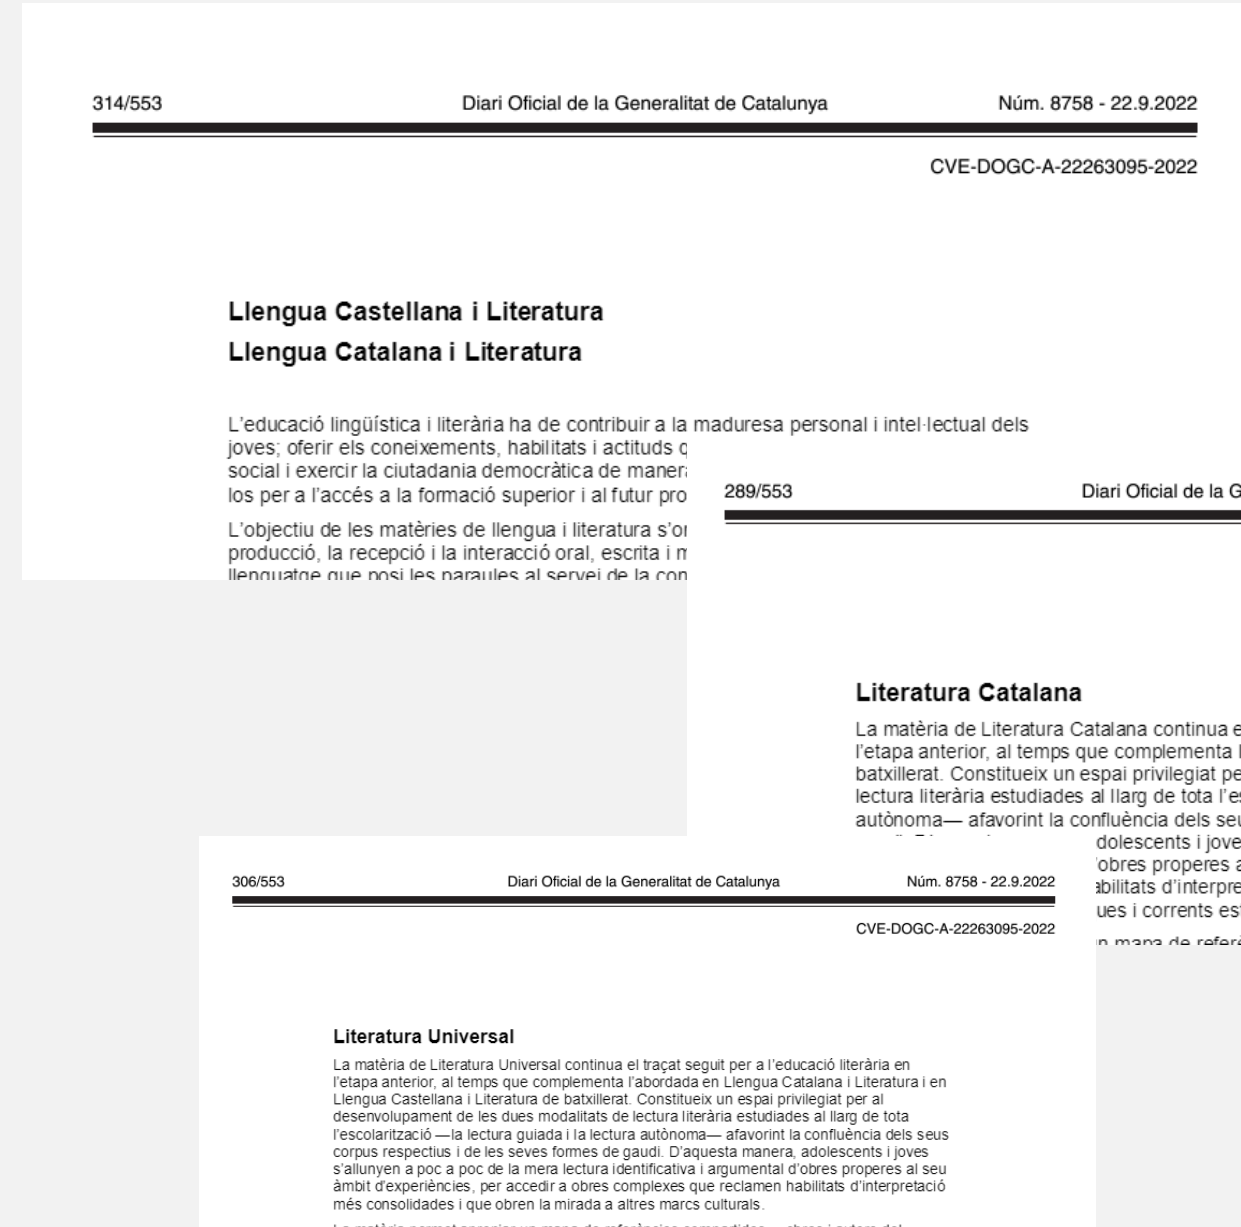 314/553
Diari Oficial de la Generalitat de Catalunya
Núm. 8758 - 22.9.2022
CVE-DOGC-A-22263095-2022
Llengua Castellana i Literatura
Llengua Catalana i Literatura
L’educació lingüística i literària ha de contribuir a la maduresa personal i intel·lectual dels
joves; oferir els coneixements, habilitats i actituds
social i exercir la ciutadania democràtica de
los per a l’accés a la formació superior i al futur
L’objectiu de les matèries de llengua i literatura
producció, la recepció i la interacció oral, escrita i
llenguatge que posi les paraules al servei de la
289/553
Diari Oficial de la
Literatura Catalana
La matèria de Literatura Catalana continua
l’etapa anterior, al temps que complementa
batxillerat. Constitueix un espai privilegiat
lectura literària estudiades al llarg de tota
autònoma— afavorint la confluència dels
i
properes
ues i corrents
mapa de
306/553
Diari Oficial de la Generalitat de Catalunya
Núm. 8758 - 22.9.2022
CVE-DOGC-A-22263095-2022
Literatura Universal
La matèria de Literatura Universal continua el traçat seguit per a l’educació literària en
l’etapa anterior, al temps que complementa l’abordada en Llengua Catalana i Literatura i en
Llengua Castellana i Literatura de batxillerat. Constitueix un espai privilegiat per al
desenvolupament de les dues modalitats de lectura literària estudiades al llarg de tota
l’escolarització —la lectura guiada i la lectura autònoma— afavorint la confluència dels seus
corpus respectius i de les seves formes de gaudi. D’aquesta manera, adolescents i joves
s’allunyen a poc a poc de la mera lectura identificativa i argumental d’obres properes al seu
àmbit d’experiències, per accedir a obres complexes que reclamen habilitats d’interpretació
més consolidades i que obren la mirada a altres marcs culturals.